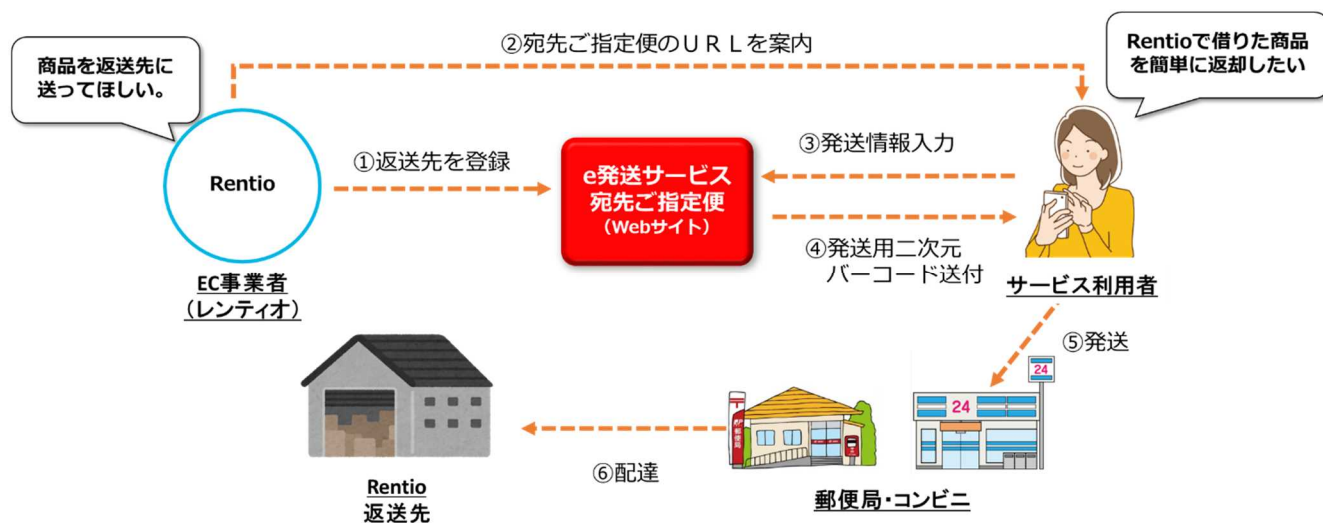 ②宛先ご指定便のURLを案内
商品を返送先に
送ってほしい。
Rentioで借りた商品
を簡単に返却したい
Rentio
①返送先を登録
e発送サービス
宛先ご指定便
(Webサイト)
③発送情報入力
④発送用二次元
バーコード送付
EC事業者
(レンティオ)
サービス利用者
⑤発送
24
24
郵便局
⑥配達
Rentio
返送先
郵便局・コンビニ